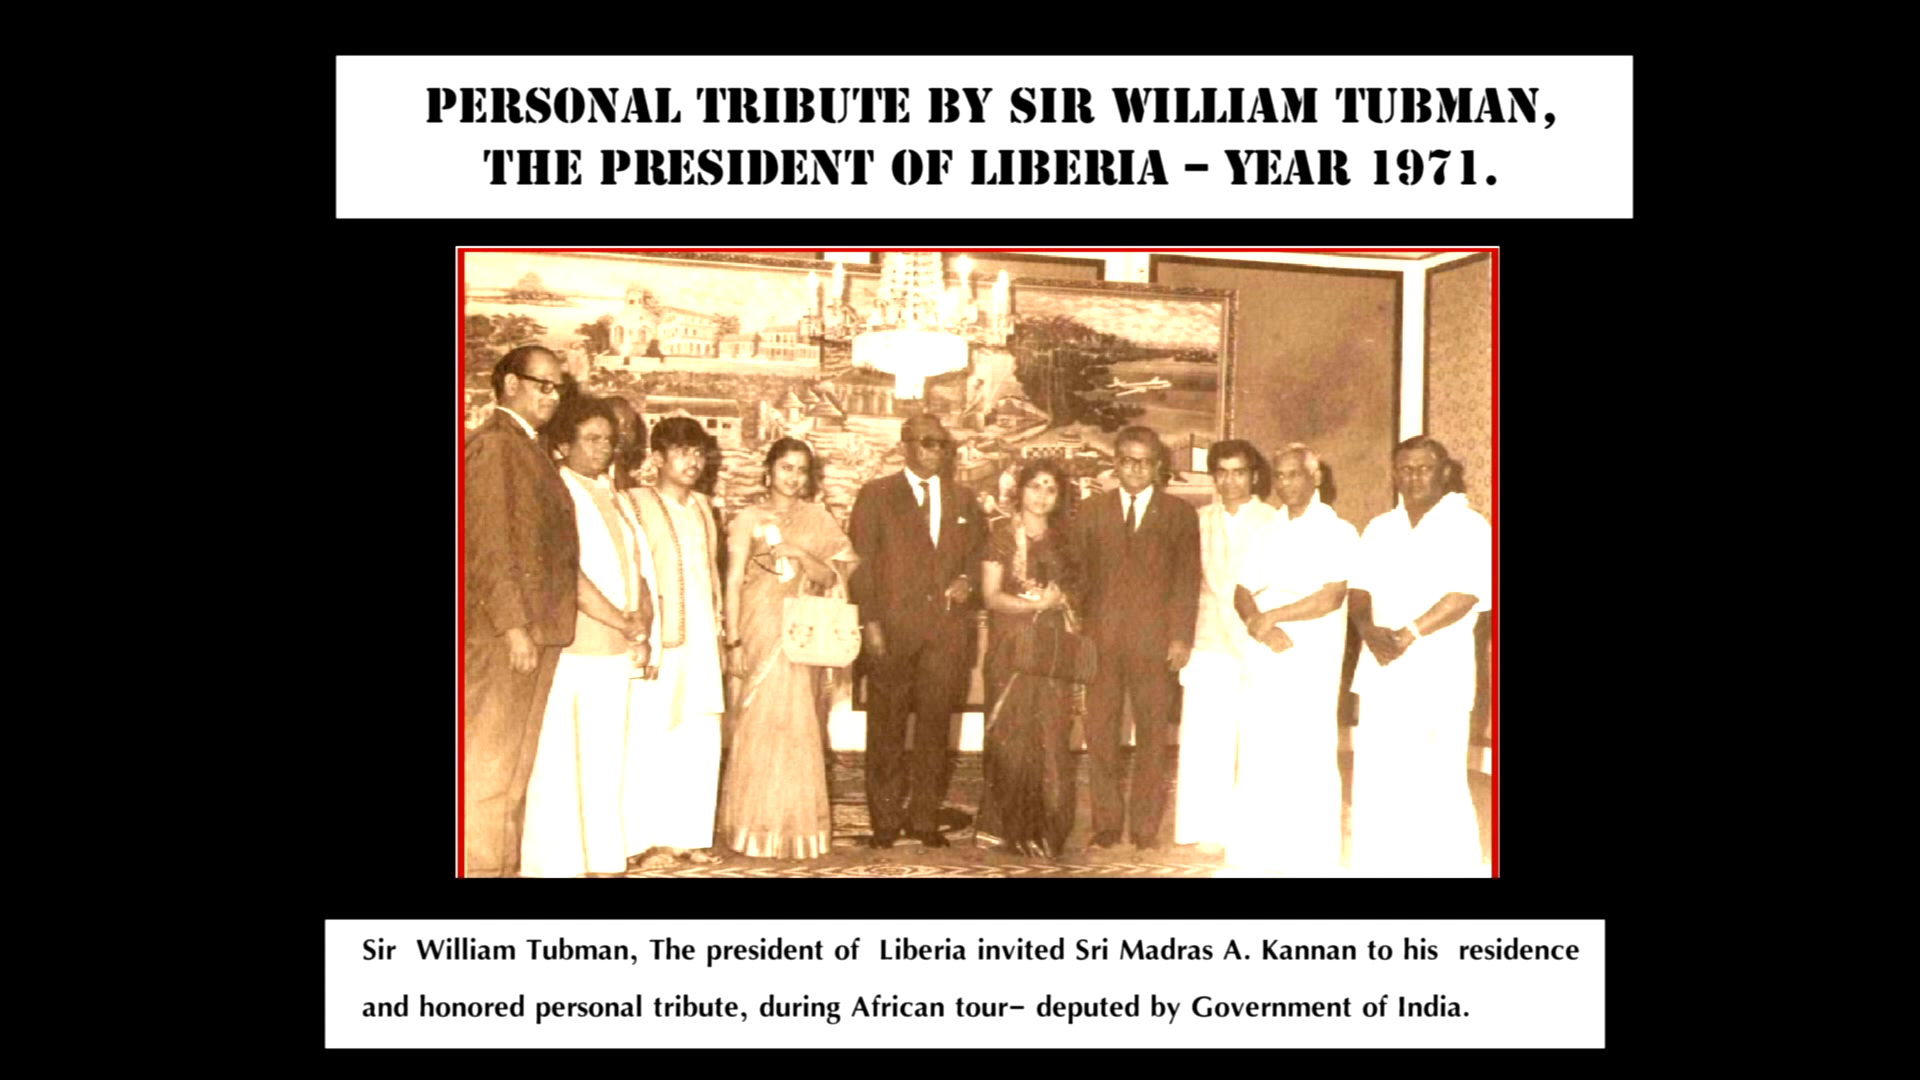 PERSONAL TRIBUTE BY SIR WILLIAM TUBMAN,
THE PRESIDENT OF LIBERIA – YEAR 1971.
Sir William Tubman, The president of Liberia invited Sri Madras A. Kannan to his residence
and honored personal tribute, during African tour– deputed by Government of India.